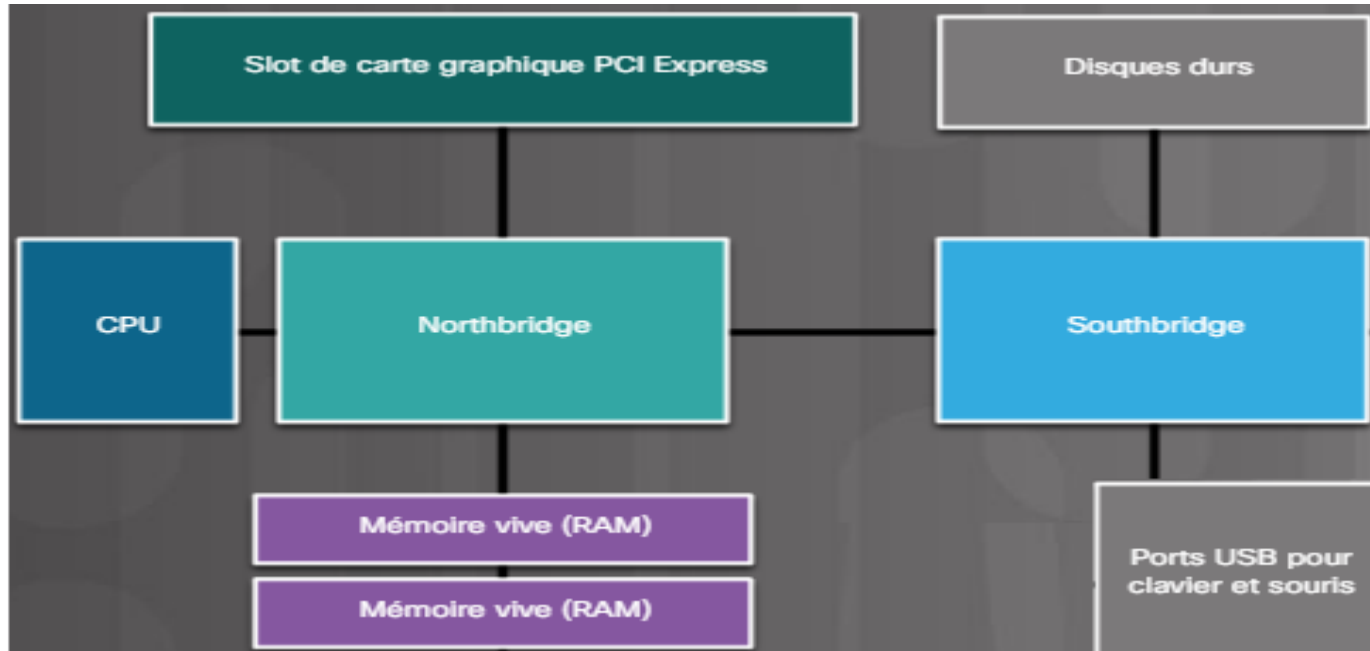 Slot de carte graphique PCI Express
Disques durs
CPU
Northbridge
Southbridge
Mémoire vive (RAM)
Mémoire vive (RAM)
Ports USB pour
clavier et souris